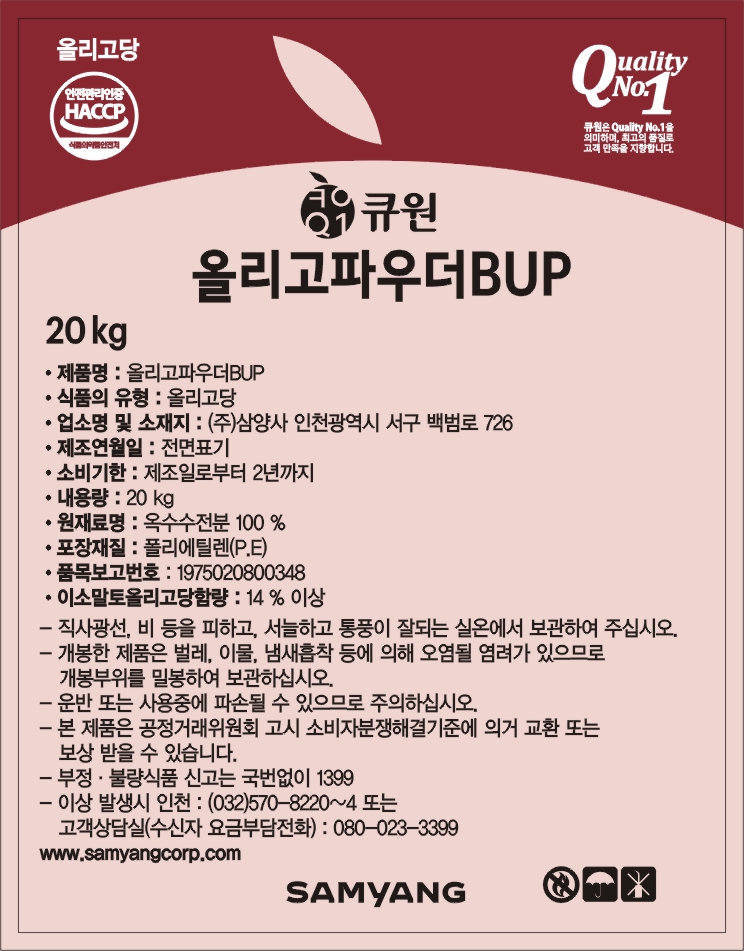 올리고당
안전관리인증
HACCP
식품의약품안전처
Quality
No.1
큐원은 Quality No.1을
의미하며, 최고의 품질로
고객 만족을 지향합니다.
큐원
Q1
큐원
올리고파우더BUP
20 kg
• 제품명 : 올리고파우더BUP
• 식품의 유형 : 올리고당
• 업소명 및 소재지 : (주)삼양사 인천광역시 서구 백범로 726
• 제조연월일 : 전면표기
• 소비기한 : 제조일로부터 2년까지
• 내용량 : 20 kg
• 원재료명 : 옥수수전분 100 %
• 포장재질 : 폴리에틸렌(P.E)
• 품목보고번호 : 1975020800348
• 이소말토올리고당함량 : 14 % 이상
– 직사광선, 비 등을 피하고, 서늘하고 통풍이 잘되는 실온에서 보관하여 주십시오.
– 개봉한 제품은 벌레, 이물, 냄새흡착 등에 의해 오염될 염려가 있으므로
개봉부위를 밀봉하여 보관하십시오.
– 운반 또는 사용중에 파손될 수 있으므로 주의하십시오.
– 본 제품은 공정거래위원회 고시 소비자분쟁해결기준에 의거 교환 또는
보상 받을 수 있습니다.
– 부정 · 불량식품 신고는 국번없이 1399
– 이상 발생시 인천 : (032)570-8220~4 또는
고객상담실(수신자 요금부담전화) : 080-023-3399
www.samyangcorp.com
SAMYANG